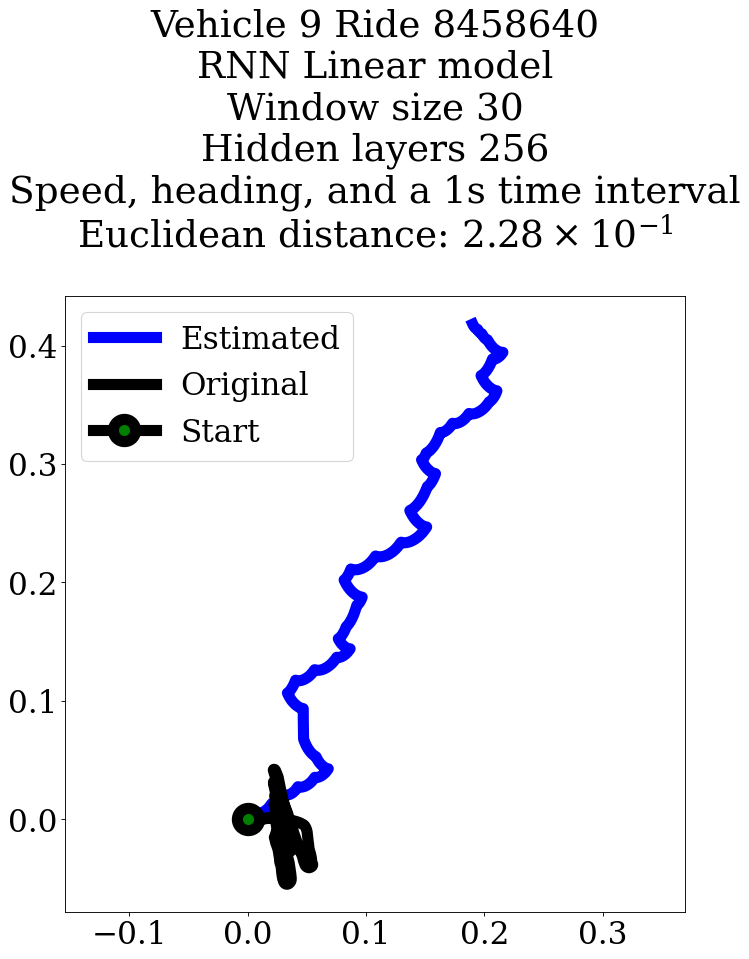 Vehicle 9 Ride 8458640
RNN Linear model
Window size 30
Hidden layers 256
Speed, heading, and a 1s time interval
Euclidean distance: 2.28 × 10⁻¹
Estimated
Original
Start
0.4
0.3
0.2
0.1
0.0
−0.1 0.0 0.1 0.2 0.3